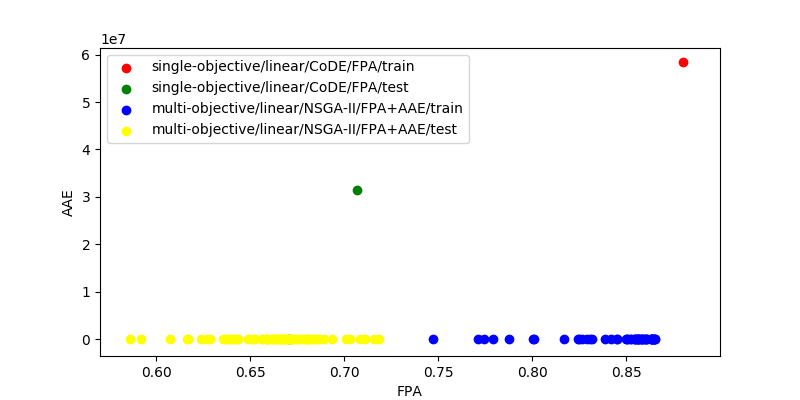 1e7
6
5
4
3
2
1
0
AAE
single-objective/linear/CoDE/FPA/train
single-objective/linear/CoDE/FPA/test
multi-objective/linear/NSGA-II/FPA+AAE/train
multi-objective/linear/NSGA-II/FPA+AAE/test
0.60 0.65 0.70 0.75 0.80 0.85
FPA